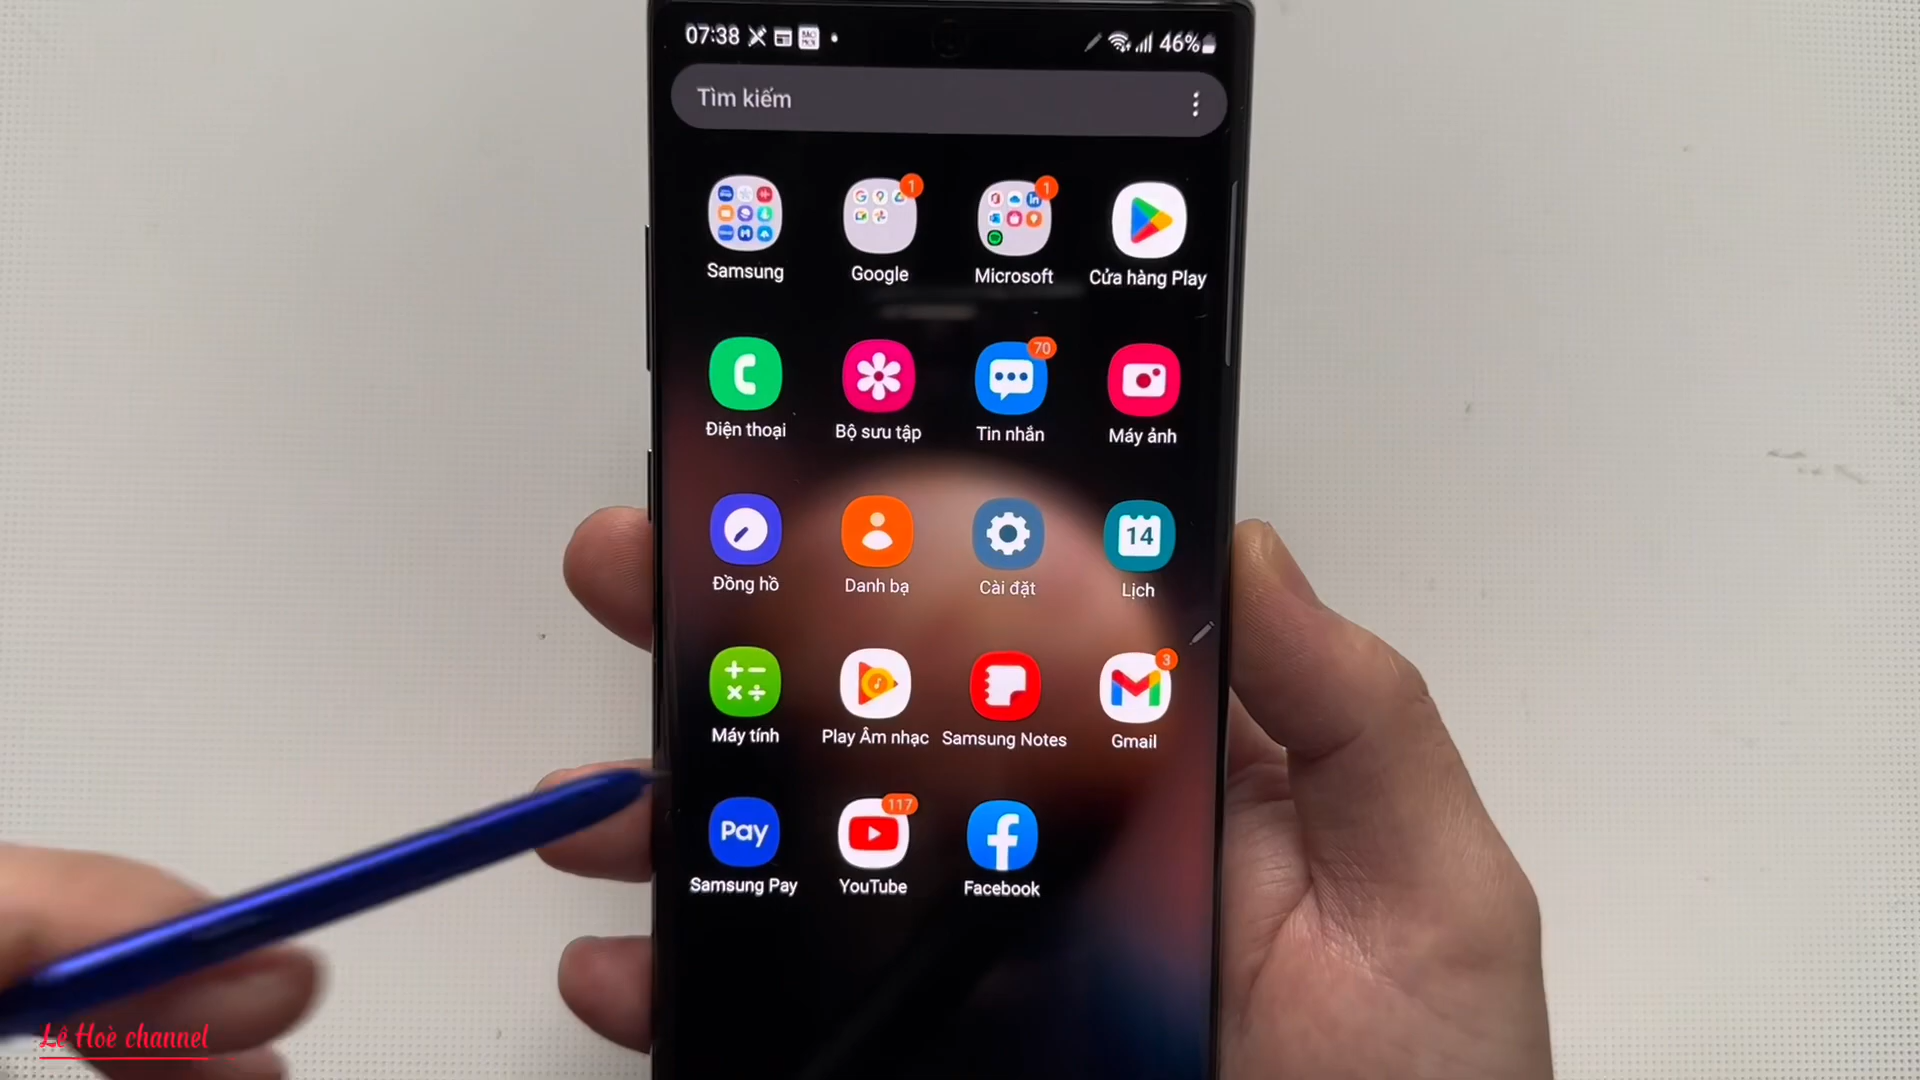 07:38
46%
Tìm kiếm
1
1
Samsung
Google
Microsoft
Cửa hàng Play
70
Điện thoại
Bộ sưu tập
Tin nhắn
Máy ảnh
14
Đồng hồ
Danh bạ
Cài đặt
Lịch
3
Máy tính
Play Âm nhạc
Samsung Notes
Gmail
Pay
117
Samsung Pay
YouTube
Facebook
Lê Hoè channel